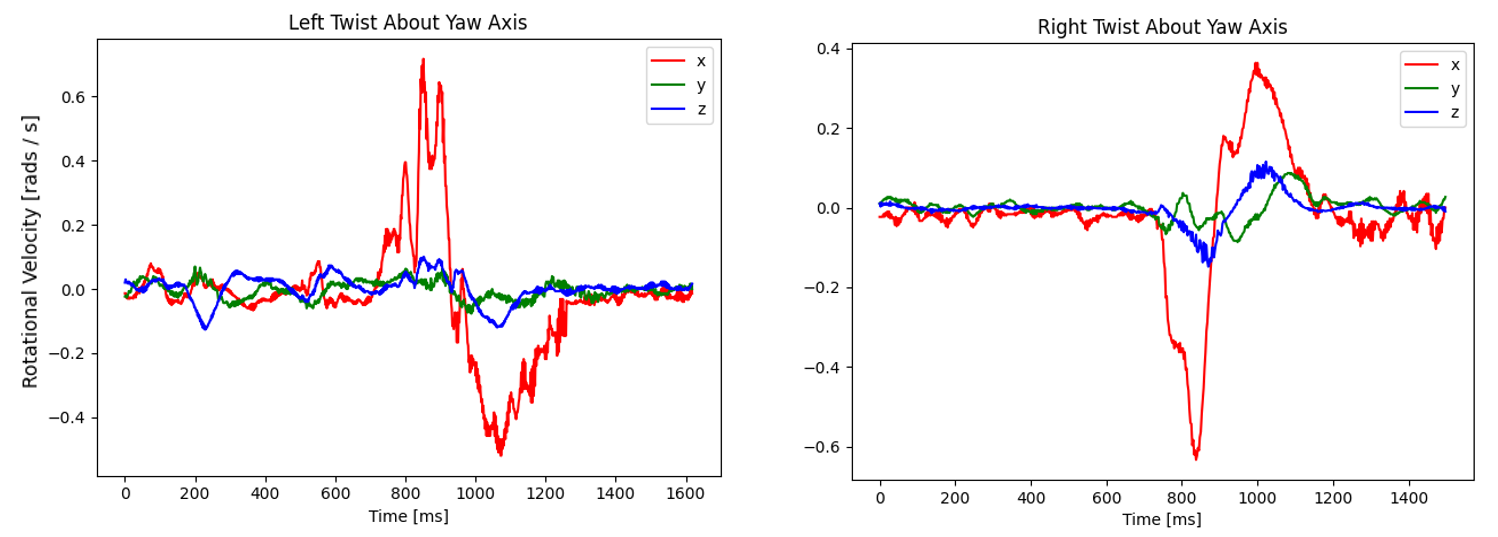 Left Twist About Yaw Axis
x
y
z
Rotational Velocity [rads / s]
0.6
0.4
0.2
0.0
−0.2
−0.4
0 200 400 600 800 1000 1200 1400 1600
Time [ms]
Right Twist About Yaw Axis
x
y
z
0.4
0.2
0.0
−0.2
−0.4
−0.6
0 200 400 600 800 1000 1200 1400
Time [ms]